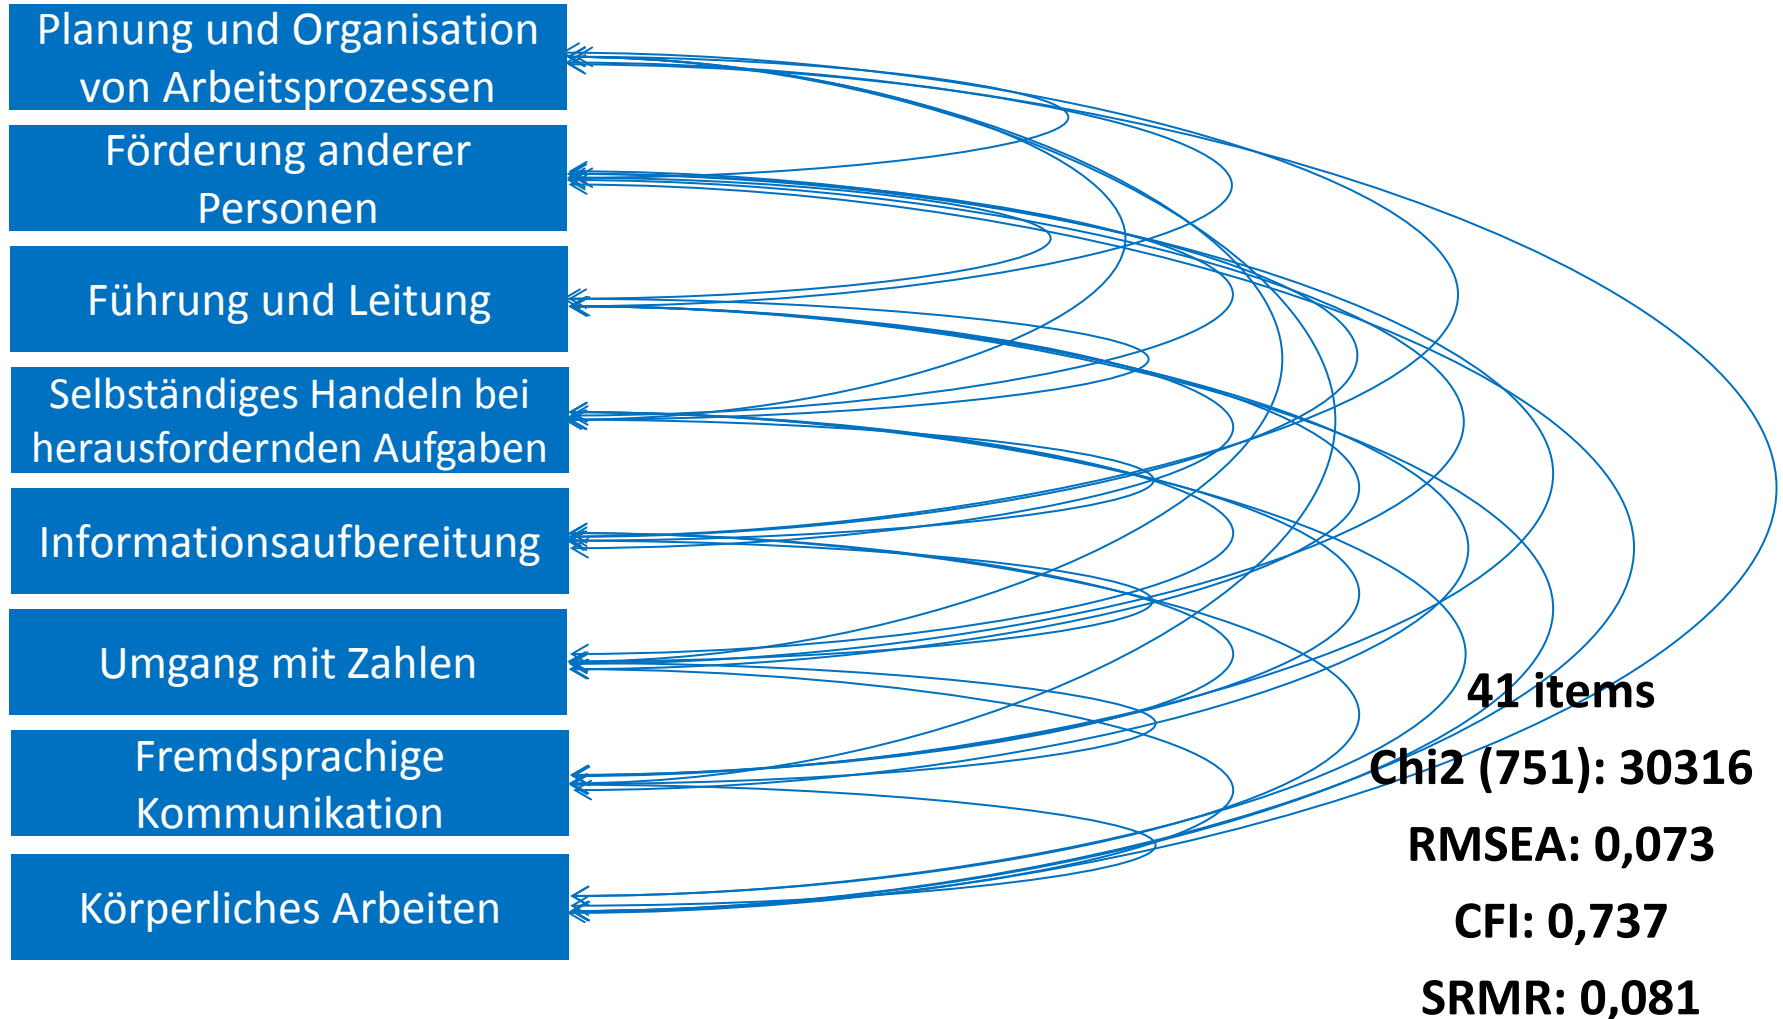 Planung und Organisation
von Arbeitsprozessen
Förderung anderer
Personen
Führung und Leitung
Selbständiges Handeln bei
herausfordernden Aufgaben
Informationsaufbereitung
Umgang mit Zahlen
Fremdsprachige
Kommunikation
Körperliches Arbeiten
41 items
Chi2 (751): 30316
RMSEA: 0,073
CFI: 0,737
SRMR: 0,081